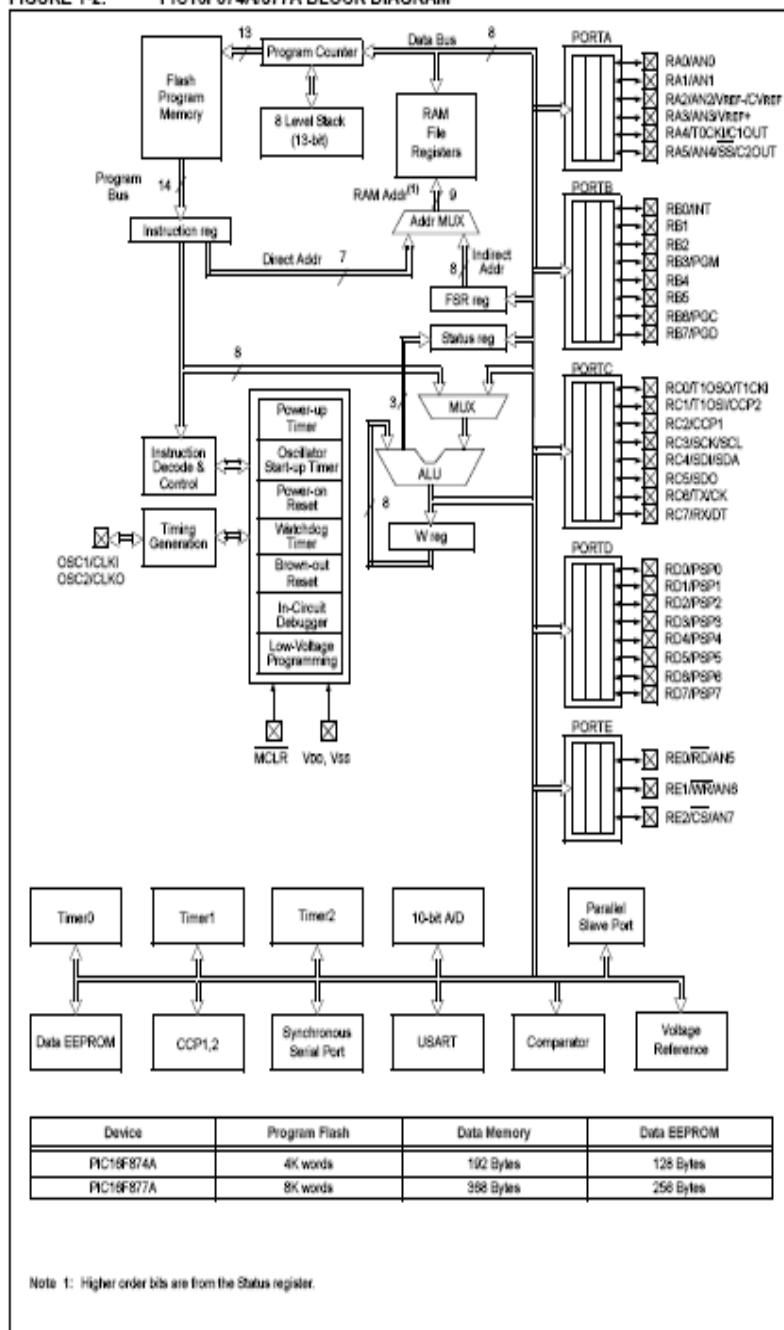 FIGURE 1-2: PIC16F874A/877A BLOCK DIAGRAM
13
Program Counter
Data Bus
8
PORTA
Flash
Program
Memory
8 Level Stack
(13-bit)
RAM
File
Registers
RA0/AN0
RA1/AN1
RA2/AN2/VREF-/CVREF
RA3/AN3/VREF+
RA4/T0CKI/C1OUT
RA5/AN4/SS/C2OUT
Program
Bus
14
RAM Addr(1)
9
PORTB
Instruction reg
Addr MUX
RB0/INT
RB1
RB2
RB3/PGM
RB4
RB5
RB6/PGC
RB7/PGD
Direct Addr
7
8
Indirect
Addr
FSR reg
Status reg
8
3
MUX
PORTC
RC0/T1OSO/T1CKI
RC1/T1OSI/CCP2
RC2/CCP1
RC3/SCK/SCL
RC4/SDI/SDA
RC5/SDO
RC6/TX/CK
RC7/RX/DT
Power-up
Timer
Instruction
Decode &
Control
Oscillator
Start-up Timer
ALU
Power-on
Reset
8
Timing
Generation
Watchdog
Timer
W reg
OSC1/CLKI
OSC2/CLKO
Brown-out
Reset
In-Circuit
Debugger
Low-Voltage
Programming
PORTD
RD0/PSP0
RD1/PSP1
RD2/PSP2
RD3/PSP3
RD4/PSP4
RD5/PSP5
RD6/PSP6
RD7/PSP7
MCLR
VDD, VSS
PORTE
RE0/RD/AN5
RE1/WR/AN6
RE2/CS/AN7
Timer0
Timer1
Timer2
10-bit A/D
Parallel
Slave Port
Data EEPROM
CCP1,2
Synchronous
Serial Port
USART
Comparator
Voltage
Reference
Device Program Flash Data Memory Data EEPROM
PIC16F874A 4K words 192 Bytes 128 Bytes
PIC16F877A 8K words 368 Bytes 256 Bytes
Note 1: Higher order bits are from the Status register.